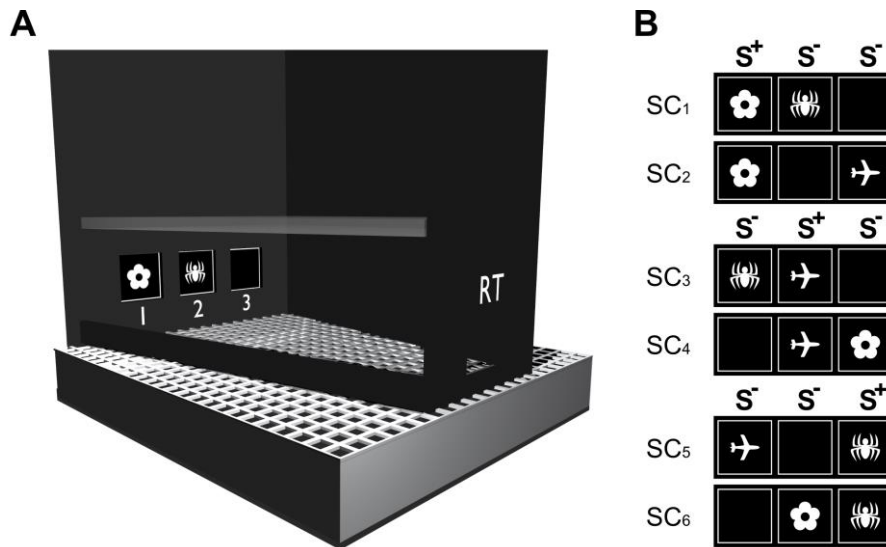 A
1 2 3
RT
B
S+ S- S-
SC1
SC2
S- S+ S-
SC3
SC4
S- S- S+
SC5
SC6